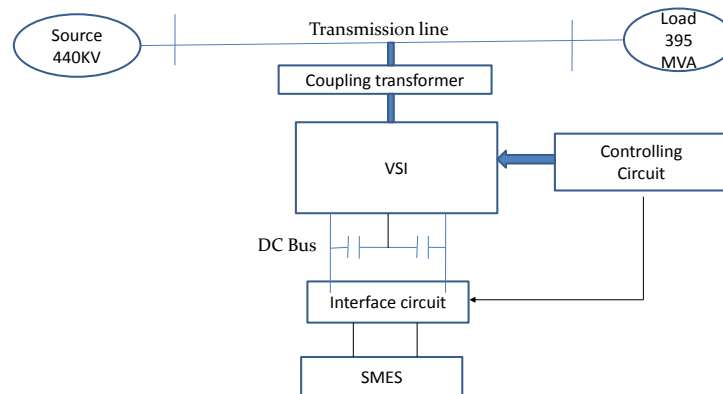 Source
440KV
Transmission line
Load
395
MVA
Coupling transformer
VSI
Controlling
Circuit
DC Bus
Interface circuit
SMES